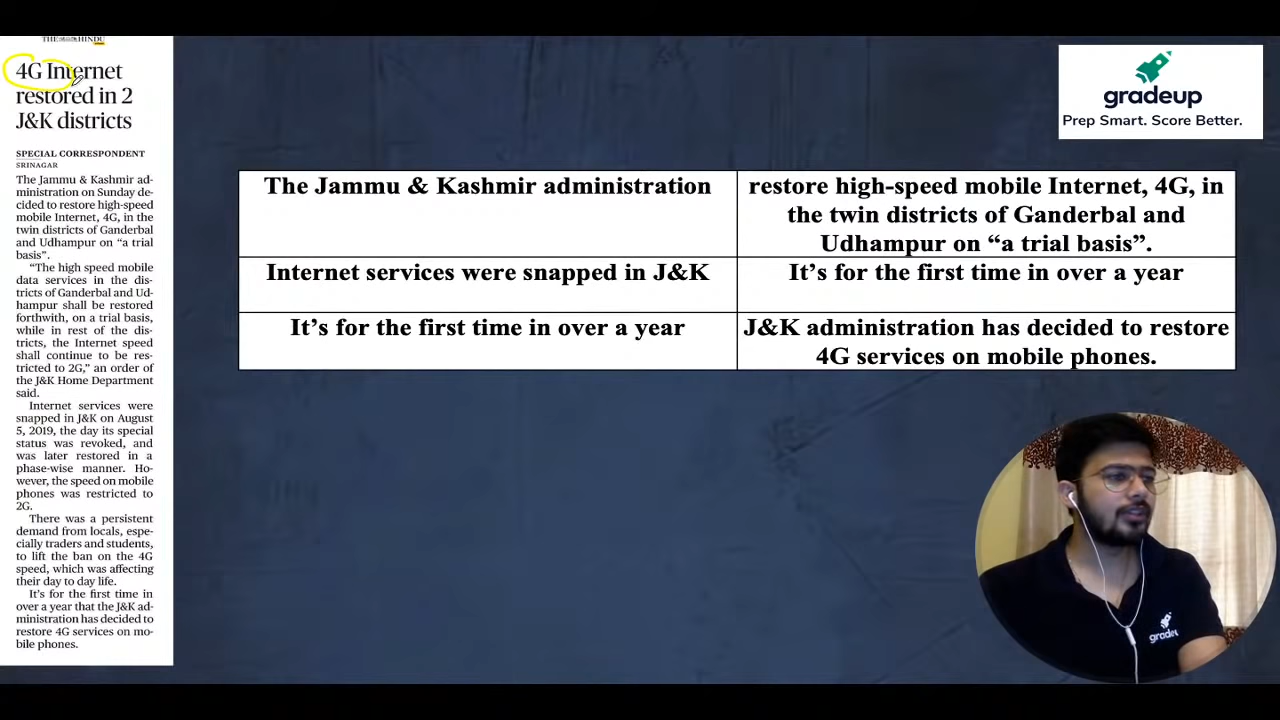 THE HINDU
4G Internet
restored in 2
J&K districts
SPECIAL CORRESPONDENT
SRINAGAR
The Jammu & Kashmir ad-
ministration on Sunday de-
cided to restore high-speed
mobile Internet, 4G, in the
twin districts of Ganderbal
and Udhampur on “a trial
basis”.
“The high speed mobile
data services in the dis-
tricts of Ganderbal and Ud-
hampur shall be restored
forthwith, on a trial basis,
while in rest of the dis-
tricts, the Internet speed
shall continue to be res-
tricted to 2G,” an order of
the J&K Home Department
said.
Internet services were
snapped in J&K on August
5, 2019, the day its special
status was revoked, and
was later restored in a
phase-wise manner. Ho-
wever, the speed on mobile
phones was restricted to
2G.
There was a persistent
demand from locals, espe-
cially traders and students,
to lift the ban on the 4G
speed, which was affecting
their day to day life.
It’s for the first time in
over a year that the J&K ad-
ministration has decided to
restore 4G services on mo-
bile phones.
The Jammu & Kashmir administration
restore high-speed mobile Internet, 4G, in
the twin districts of Ganderbal and
Udhampur on “a trial basis”.
Internet services were snapped in J&K
It’s for the first time in over a year
It’s for the first time in over a year
J&K administration has decided to restore
4G services on mobile phones.
gradeup
Prep Smart. Score Better.
gradeup